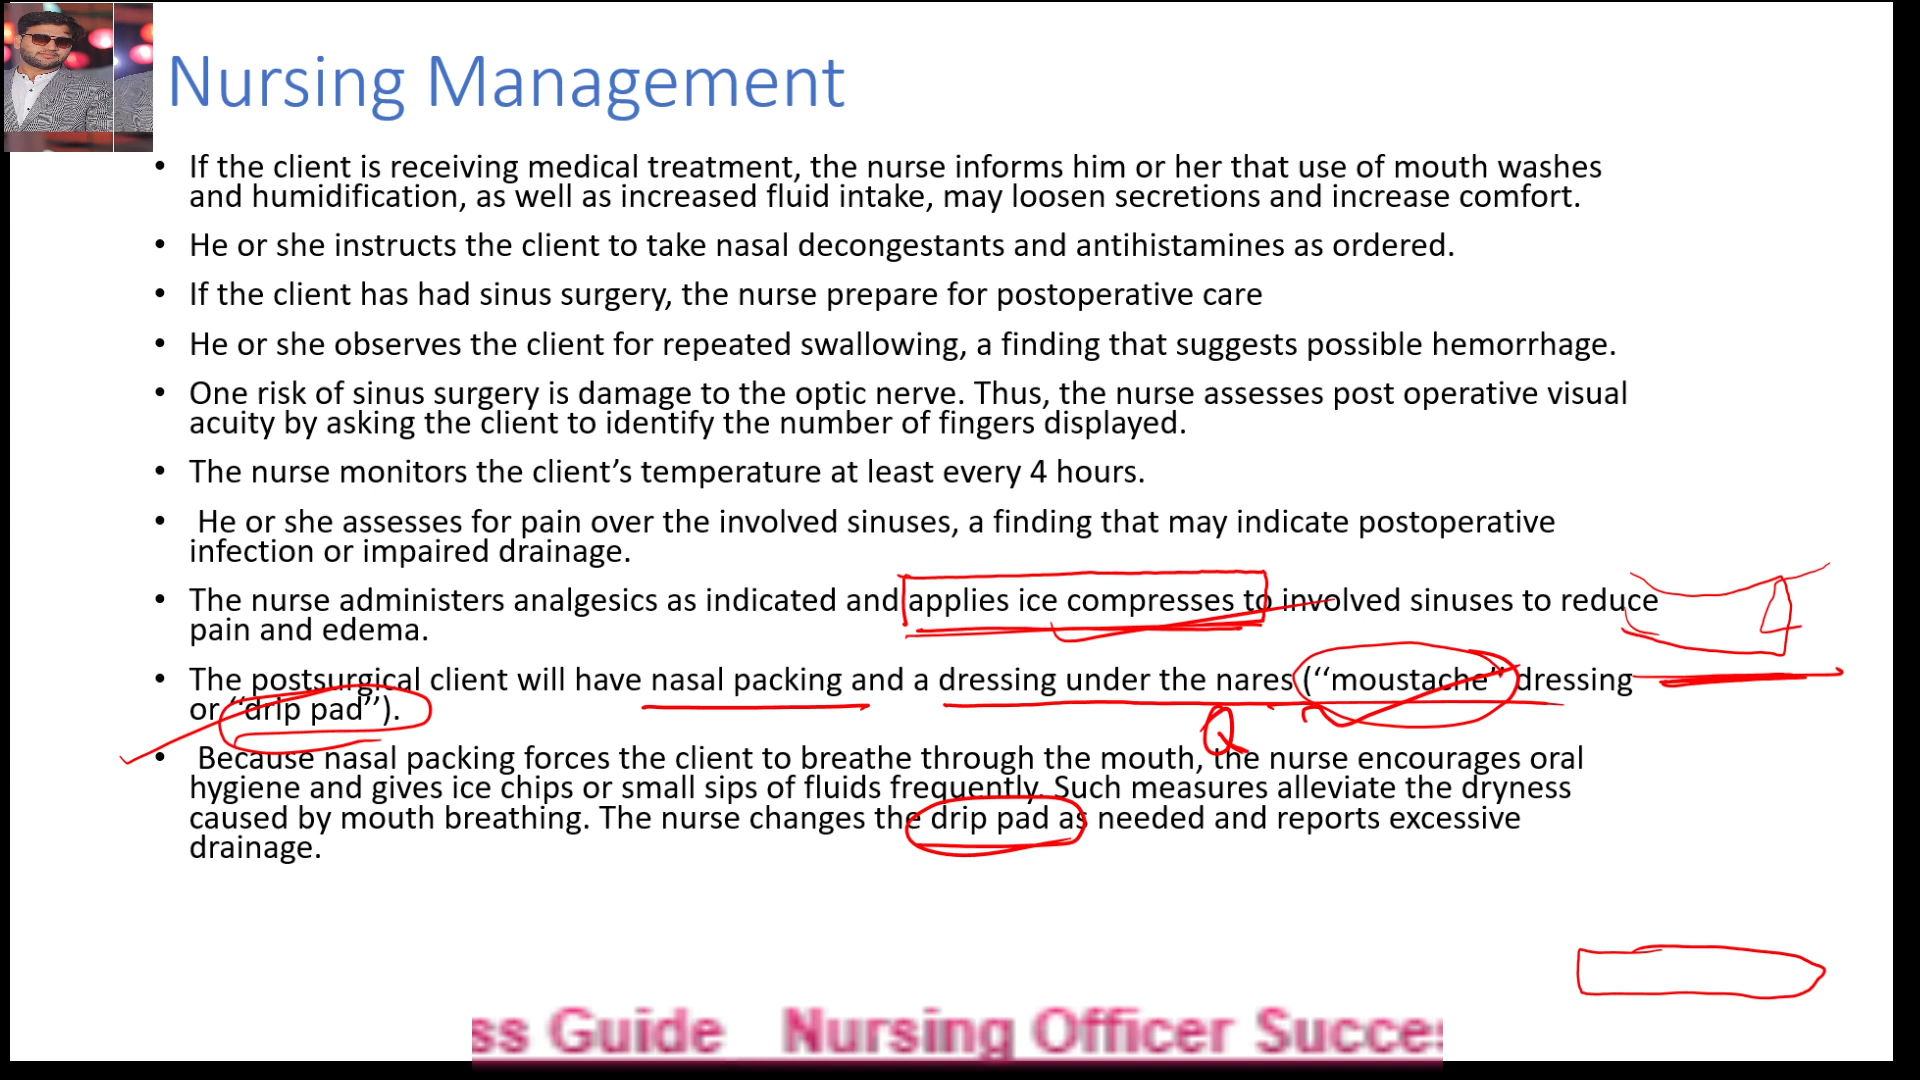 Nursing Management
• If the client is receiving medical treatment, the nurse informs him or her that use of mouth washes
and humidification, as well as increased fluid intake, may loosen secretions and increase comfort.
• He or she instructs the client to take nasal decongestants and antihistamines as ordered.
• If the client has had sinus surgery, the nurse prepare for postoperative care
• He or she observes the client for repeated swallowing, a finding that suggests possible hemorrhage.
• One risk of sinus surgery is damage to the optic nerve. Thus, the nurse assesses post operative visual
acuity by asking the client to identify the number of fingers displayed.
• The nurse monitors the client’s temperature at least every 4 hours.
• He or she assesses for pain over the involved sinuses, a finding that may indicate postoperative
infection or impaired drainage.
• The nurse administers analgesics as indicated and applies ice compresses to involved sinuses to reduce
pain and edema.
• The postsurgical client will have nasal packing and a dressing under the nares (‘‘moustache’’ dressing
or ‘‘drip pad’’).
Q
• Because nasal packing forces the client to breathe through the mouth, the nurse encourages oral
hygiene and gives ice chips or small sips of fluids frequently. Such measures alleviate the dryness
caused by mouth breathing. The nurse changes the drip pad as needed and reports excessive
drainage.
ss Guide Nursing Officer Succes